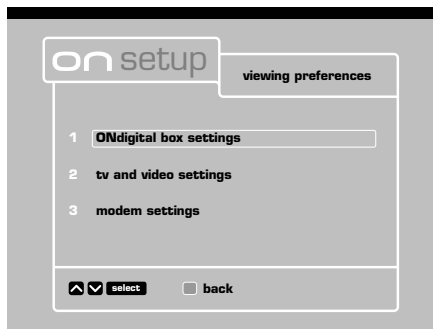 on setup
viewing preferences
1 ONdigital box settings
2 tv and video settings
3 modem settings
select back